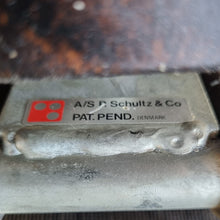 A/S P. Schultz & Co
PAT. PEND. DENMARK